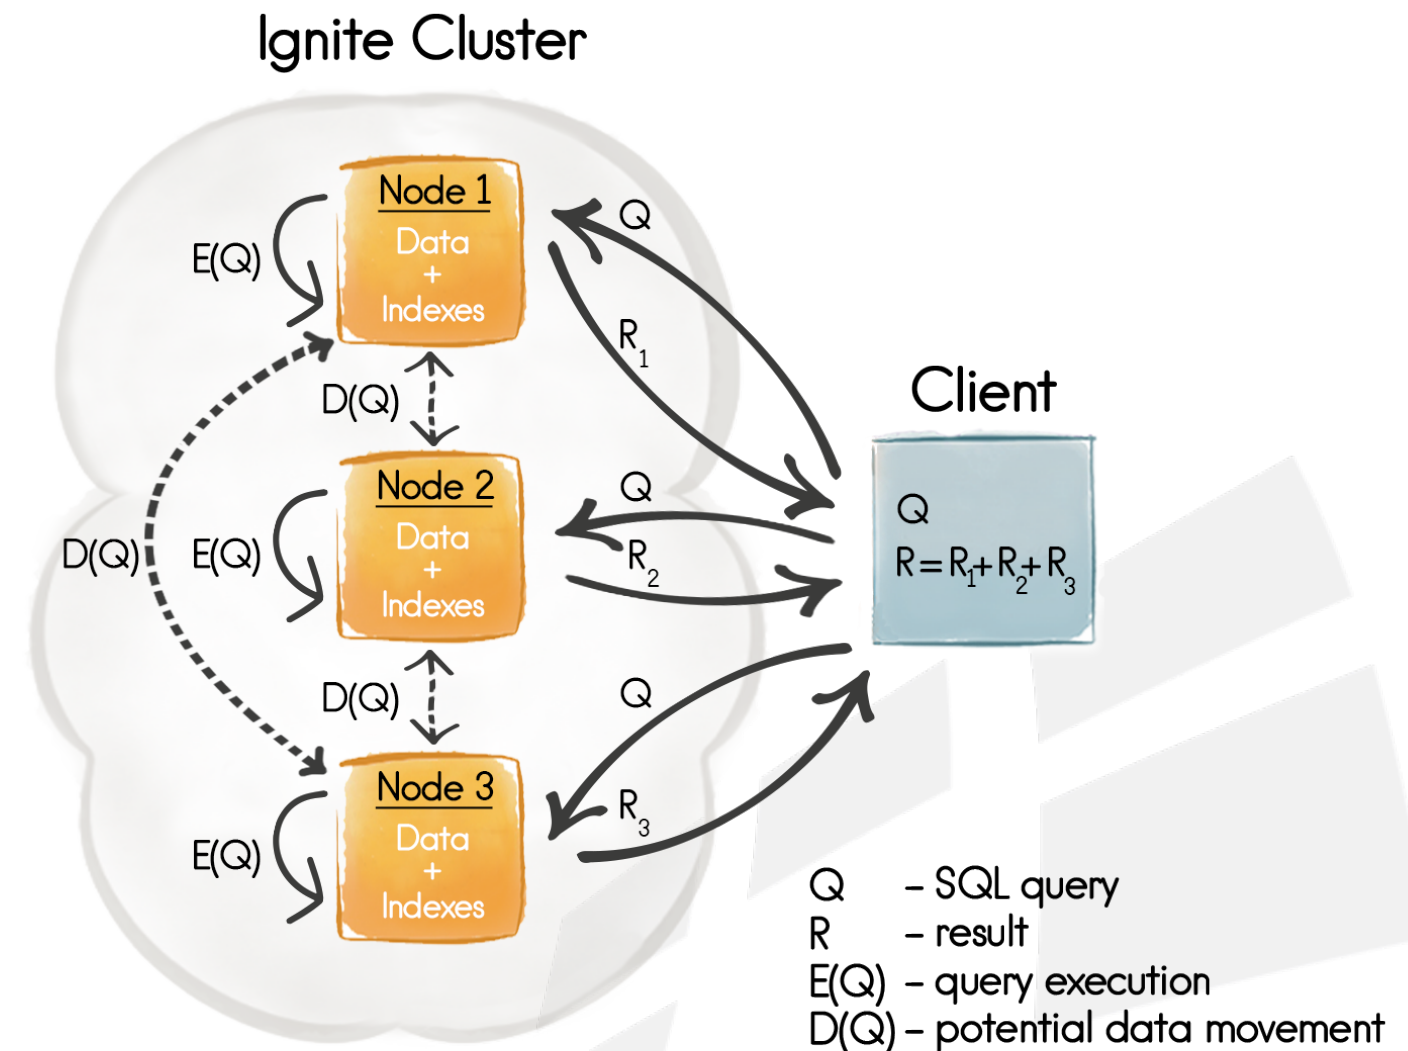 Ignite Cluster
Node 1
Data
+
Indexes
E(Q)
Q
R1
D(Q)
Node 2
Data
+
Indexes
E(Q)
Q
R2
D(Q)
D(Q)
Node 3
Data
+
Indexes
E(Q)
Q
R3
Client
Q
R=R1+R2+R3
Q – SQL query
R – result
E(Q) – query execution
D(Q) – potential data movement